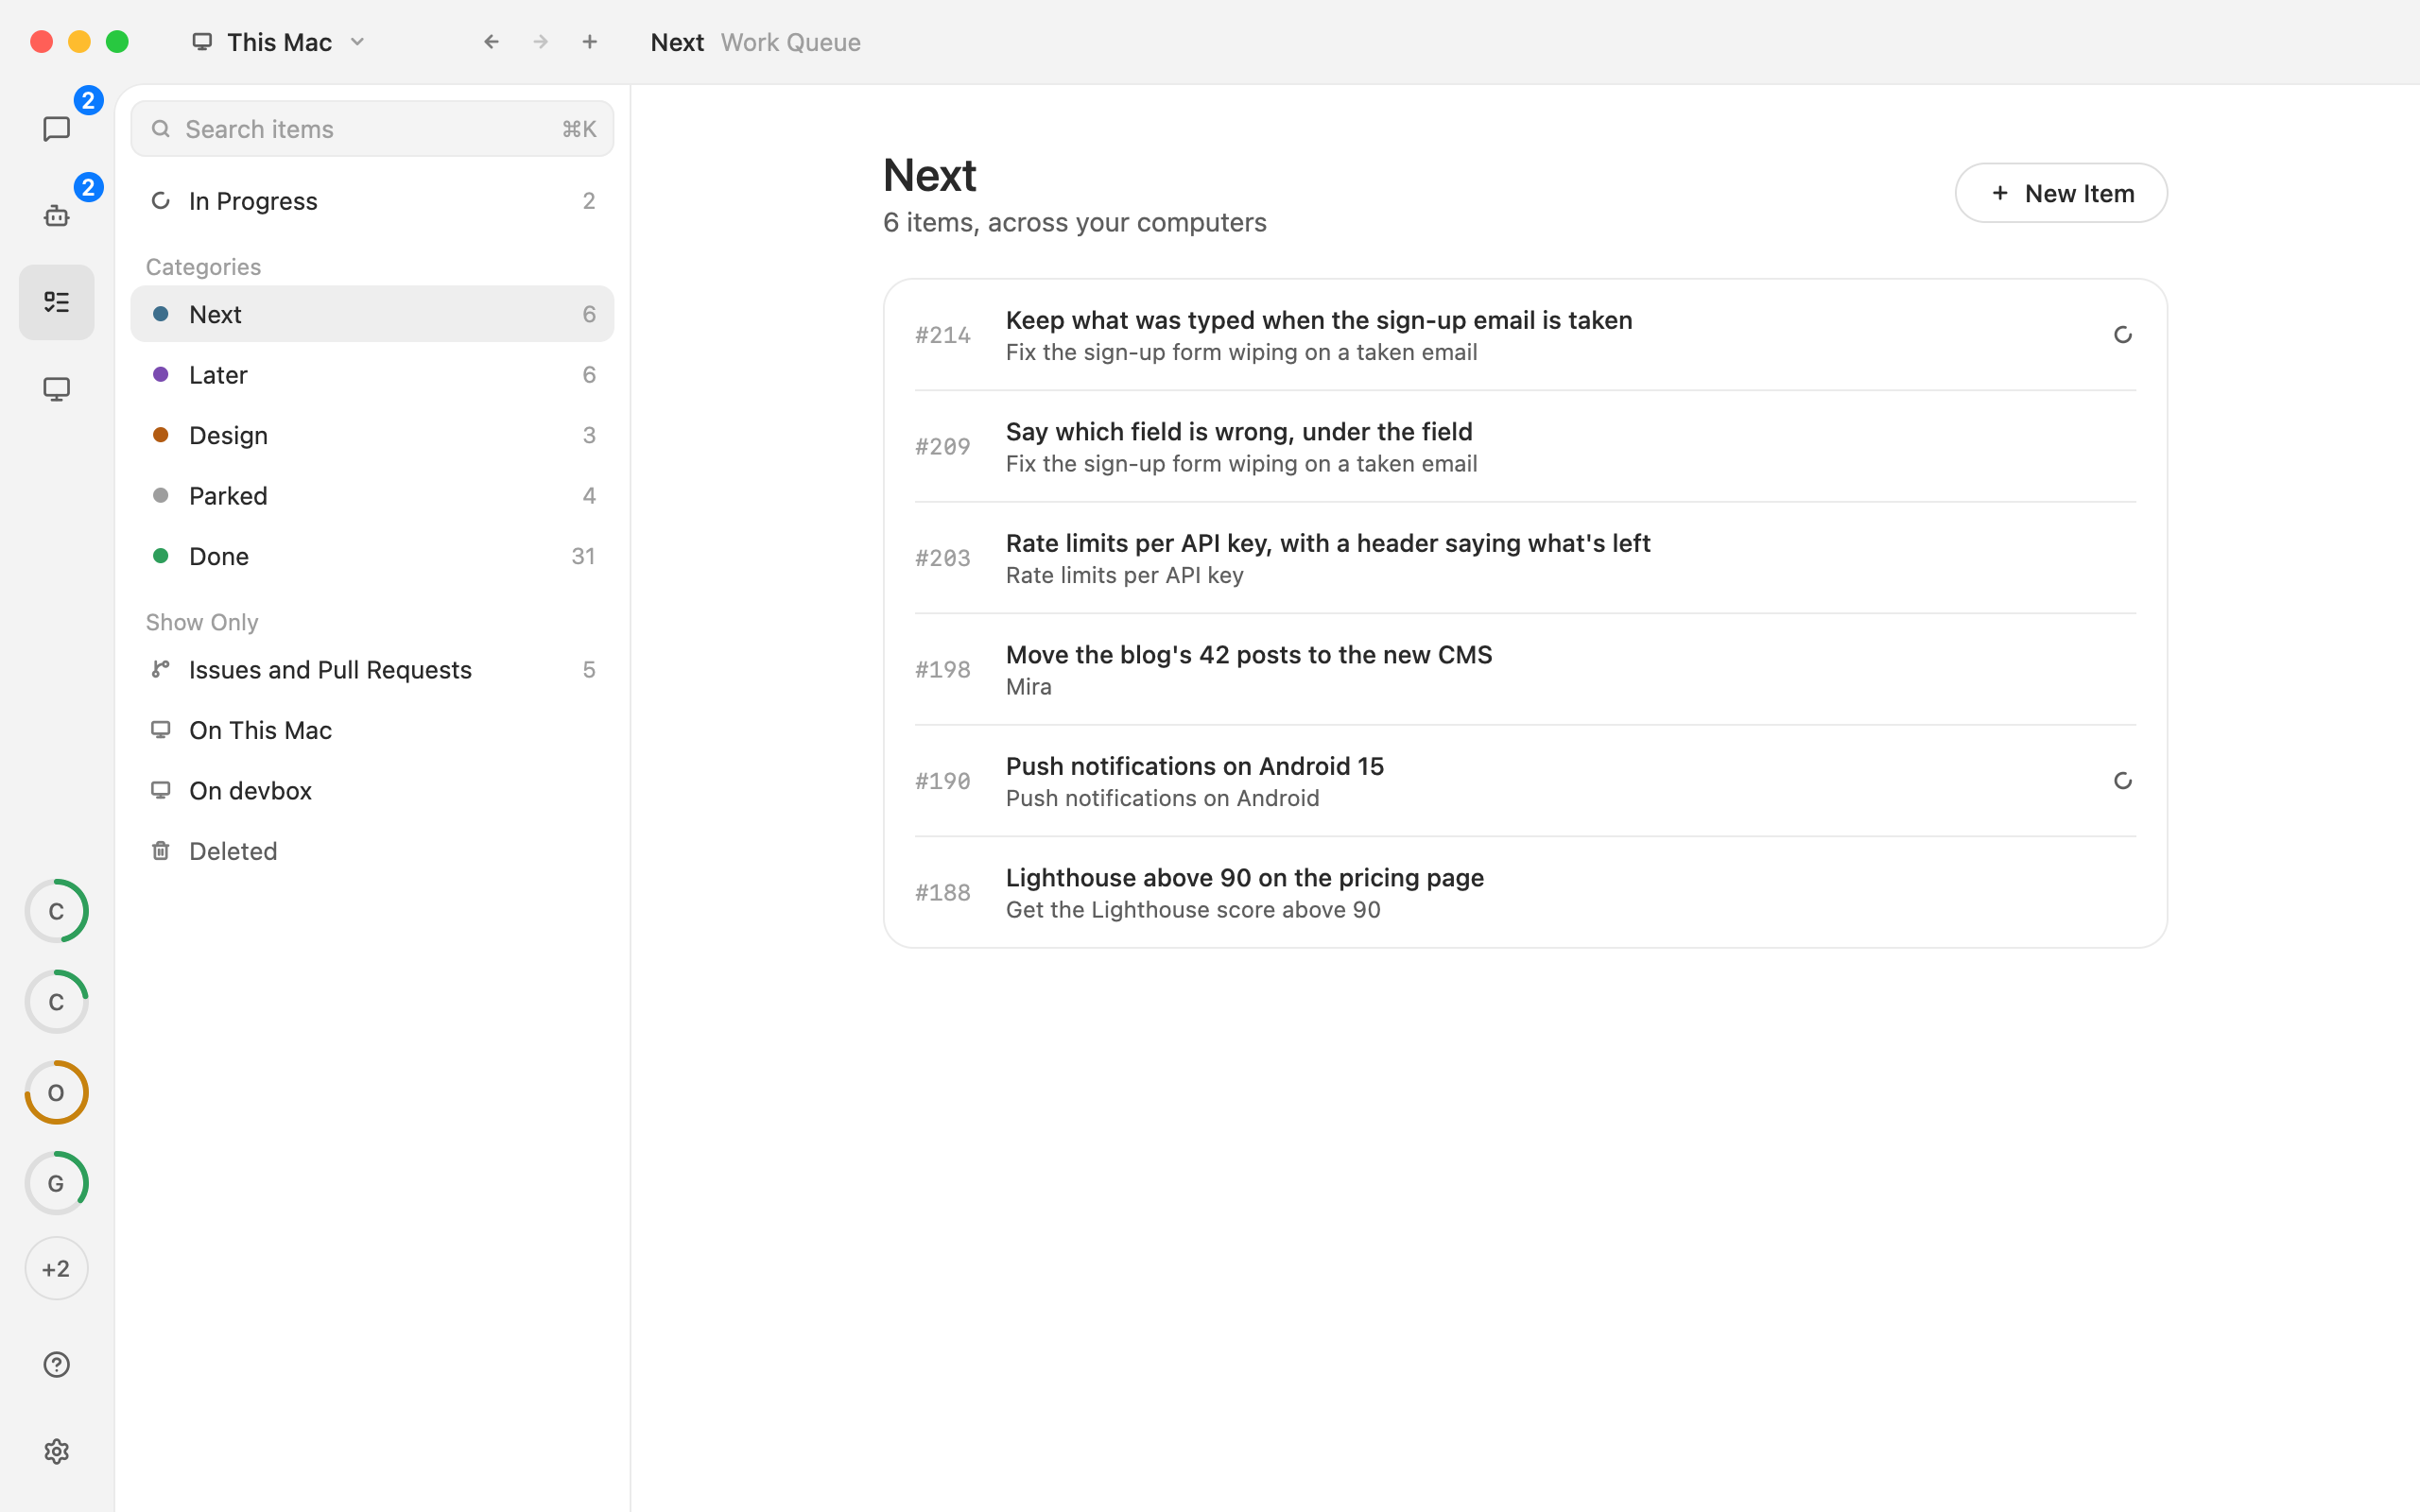 This Mac
Next Work Queue
2
2
Search items ⌘K
In Progress 2
Categories
Next 6
Later 6
Design 3
Parked 4
Done 31
Show Only
Issues and Pull Requests 5
On This Mac
On devbox
Deleted
C
C
O
G
+2
Next
6 items, across your computers
+ New Item
#214 Keep what was typed when the sign-up email is taken
Fix the sign-up form wiping on a taken email
#209 Say which field is wrong, under the field
Fix the sign-up form wiping on a taken email
#203 Rate limits per API key, with a header saying what's left
Rate limits per API key
#198 Move the blog's 42 posts to the new CMS
Mira
#190 Push notifications on Android 15
Push notifications on Android
#188 Lighthouse above 90 on the pricing page
Get the Lighthouse score above 90